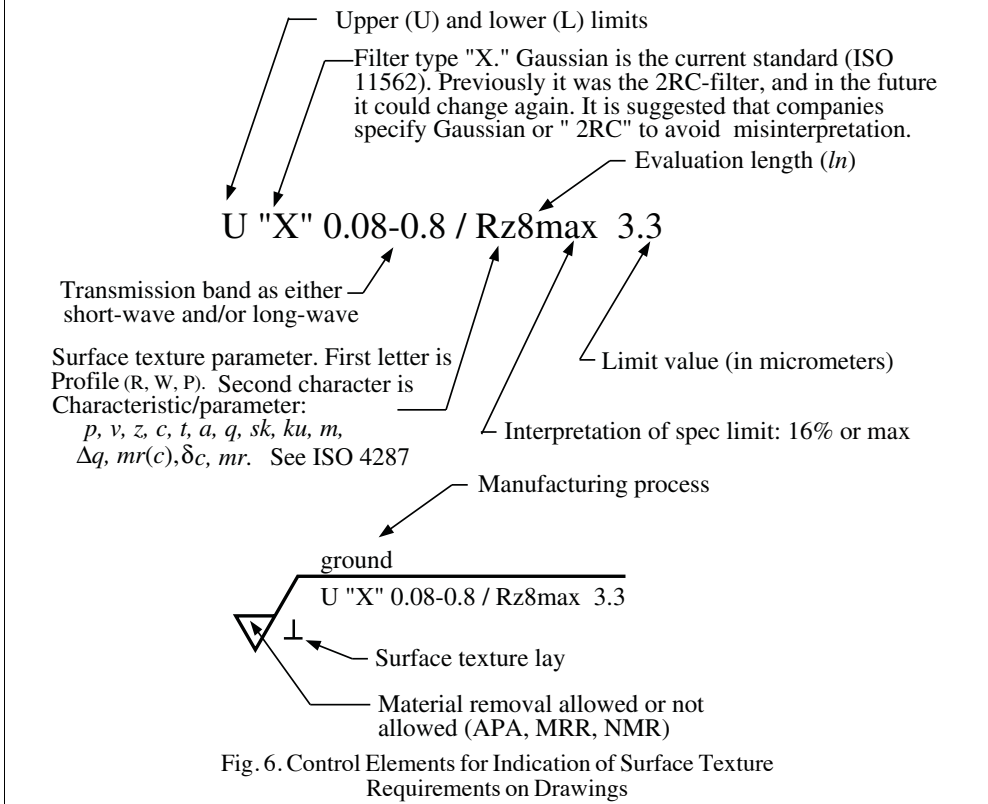 Upper (U) and lower (L) limits
Filter type "X." Gaussian is the current standard (ISO
11562). Previously it was the 2RC-filter, and in the future
it could change again. It is suggested that companies
specify Gaussian or " 2RC" to avoid misinterpretation.
Evaluation length (ln)
U "X" 0.08-0.8 / Rz8max 3.3
Transmission band as either
short-wave and/or long-wave
Surface texture parameter. First letter is
Profile (R, W, P). Second character is
Characteristic/parameter:
p, v, z, c, t, a, q, sk, ku, m,
Δq, mr(c),δc, mr. See ISO 4287
Limit value (in micrometers)
Interpretation of spec limit: 16% or max
Manufacturing process
ground
U "X" 0.08-0.8 / Rz8max 3.3
Surface texture lay
Material removal allowed or not
allowed (APA, MRR, NMR)
Fig. 6. Control Elements for Indication of Surface Texture
Requirements on Drawings